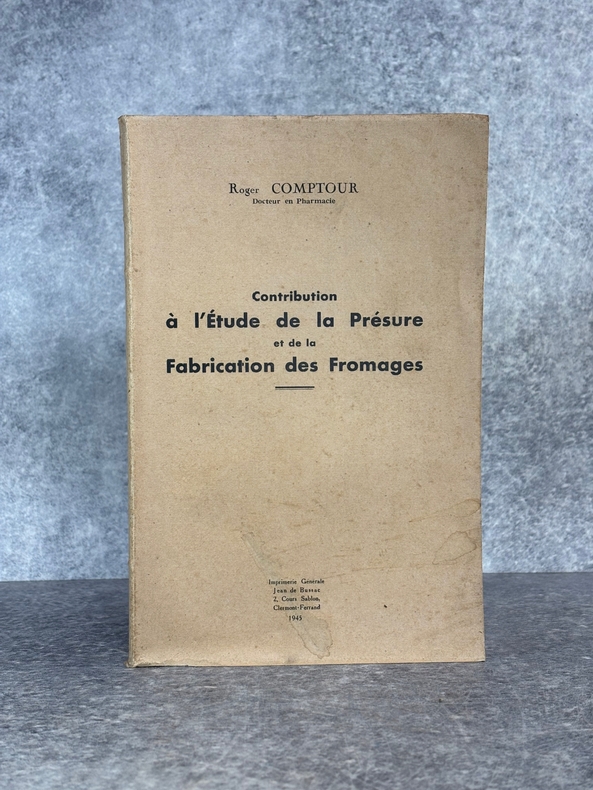 Roger COMPTOUR
Docteur en Pharmacie
Contribution
à l'Étude de la Présure
et de la
Fabrication des Fromages
Imprimerie Générale
Jean de Bussac
2, Cours Sablon,
Clermont-Ferrand
1945